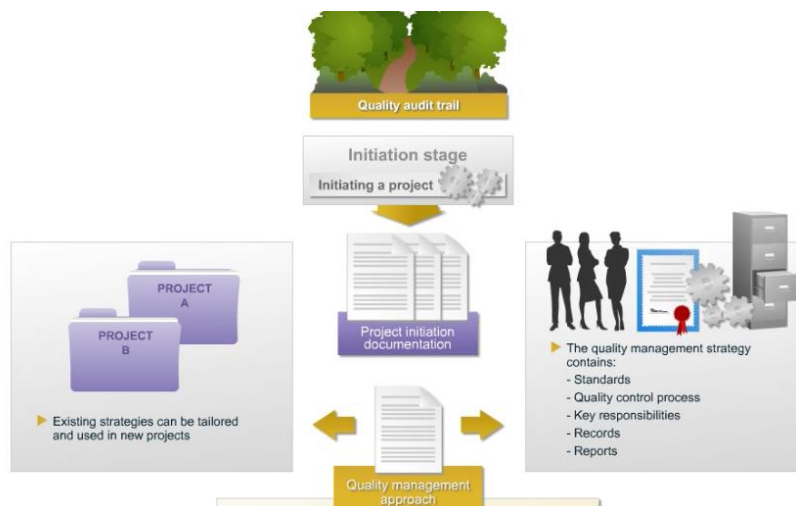 Quality audit trail
Initiation stage
Initiating a project
PROJECT
A
PROJECT
B
Existing strategies can be tailored
and used in new projects
Project initiation
documentation
The quality management strategy
contains:
- Standards
- Quality control process
- Key responsibilities
- Records
- Reports
Quality management
approach